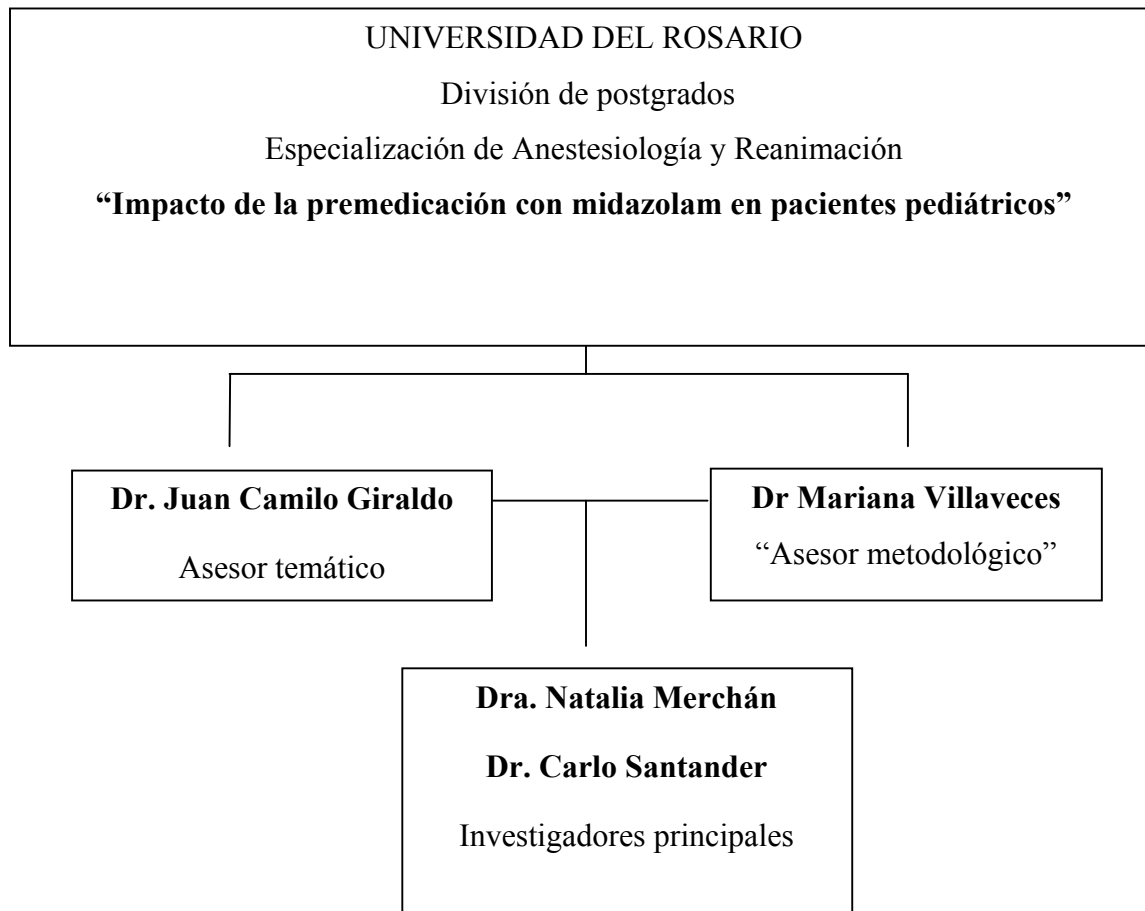 UNIVERSIDAD DEL ROSARIO
División de postgrados
Especialización de Anestesiología y Reanimación
“Impacto de la premedicación con midazolam en pacientes pediátricos”
Dr. Juan Camilo Giraldo
Asesor temático
Dr Mariana Villaveces
“Asesor metodológico”
Dra. Natalia Merchán
Dr. Carlo Santander
Investigadores principales